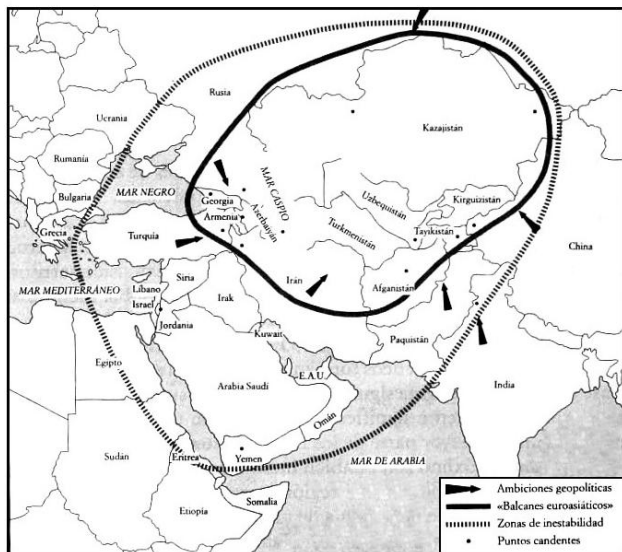 Rusia
Ucrania
Kazajistán
Rumanía
MAR NEGRO
MAR CASPIO
Bulgaria
Georgia
Uzbequistán
Kirguizistán
Grecia
Armenia
Azerbaiyán
Turquía
Turkmenistán
Tayikistán
China
Siria
Irán
Afganistán
MAR MEDITERRÁNEO
Líbano
Israel
Irak
Jordania
Kuwait
Paquistán
Egipto
E.A.U.
Arabia Saudí
India
Omán
Sudán
Eritrea
Yemen
MAR DE ARABIA
Etiopía
Somalia
Ambiciones geopolíticas
«Balcanes euroasiáticos»
Zonas de inestabilidad
Puntos candentes